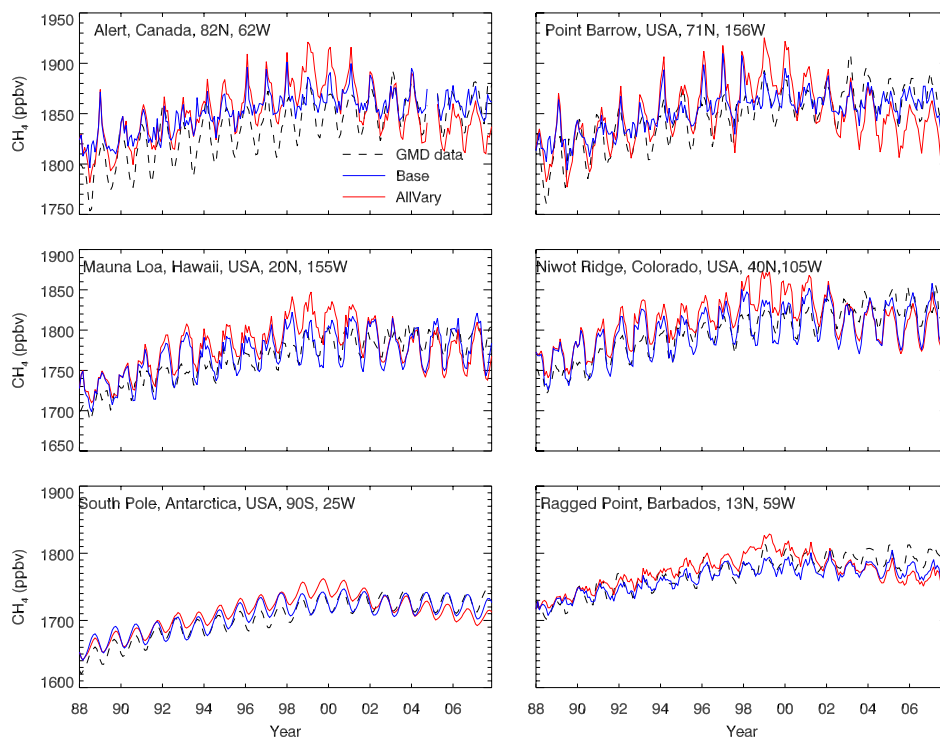 Alert, Canada, 82N, 62W
Point Barrow, USA, 71N, 156W
1950
1900
1850
1800
1750
CH4 (ppbv)
GMD data
Base
AllVary
Mauna Loa, Hawaii, USA, 20N, 155W
Niwot Ridge, Colorado, USA, 40N,105W
1900
1850
1800
1750
1700
1650
CH4 (ppbv)
South Pole, Antarctica, USA, 90S, 25W
Ragged Point, Barbados, 13N, 59W
1900
1800
1700
1600
CH4 (ppbv)
88 90 92 94 96 98 00 02 04 06
Year
88 90 92 94 96 98 00 02 04 06
Year